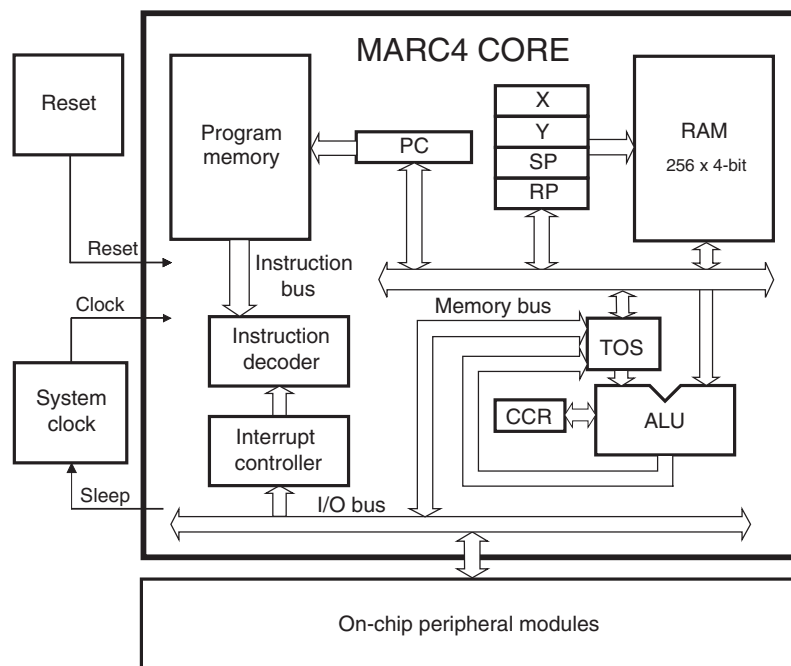 MARC4 CORE
Reset
Program
memory
PC
X
Y
SP
RP
RAM
256 x 4-bit
Reset
Instruction
bus
Clock
Memory bus
Instruction
decoder
TOS
System
clock
CCR
ALU
Interrupt
controller
Sleep
I/O bus
On-chip peripheral modules